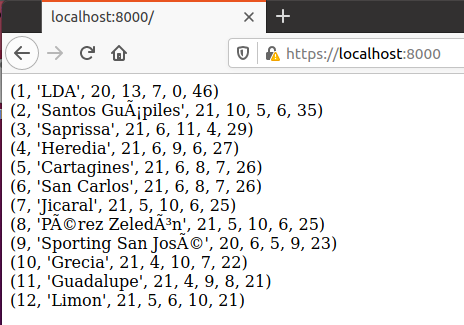 localhost:8000/
https://localhost:8000
(1, 'LDA', 20, 13, 7, 0, 46)
(2, 'Santos GuÃ¡piles', 21, 10, 5, 6, 35)
(3, 'Saprissa', 21, 6, 11, 4, 29)
(4, 'Heredia', 21, 6, 9, 6, 27)
(5, 'Cartagines', 21, 6, 8, 7, 26)
(6, 'San Carlos', 21, 6, 8, 7, 26)
(7, 'Jicaral', 21, 5, 10, 6, 25)
(8, 'PÃ©rez ZeledÃ³n', 21, 5, 10, 6, 25)
(9, 'Sporting San JosÃ©', 20, 6, 5, 9, 23)
(10, 'Grecia', 21, 4, 10, 7, 22)
(11, 'Guadalupe', 21, 4, 9, 8, 21)
(12, 'Limon', 21, 5, 6, 10, 21)